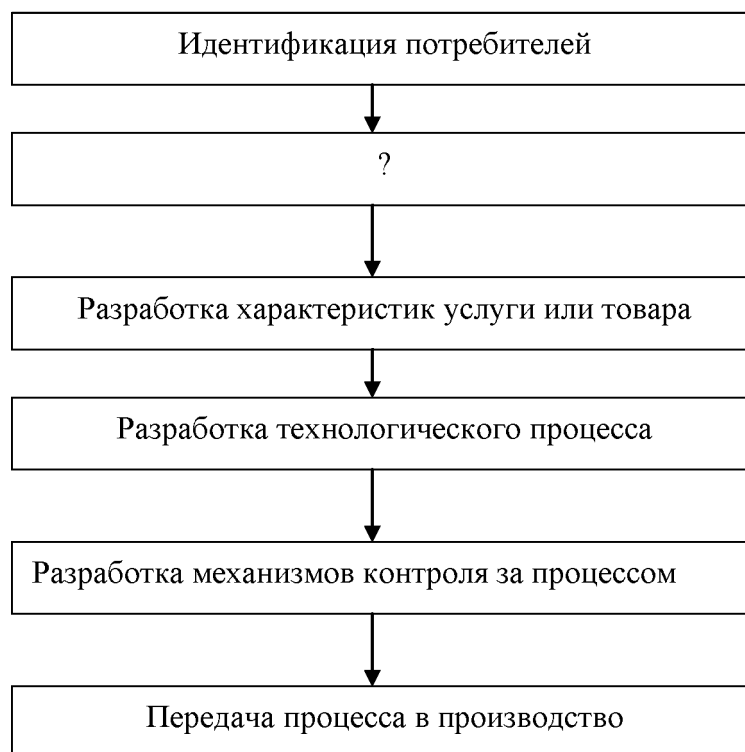 Идентификация потребителей
?
Разработка характеристик услуги или товара
Разработка технологического процесса
Разработка механизмов контроля за процессом
Передача процесса в производство